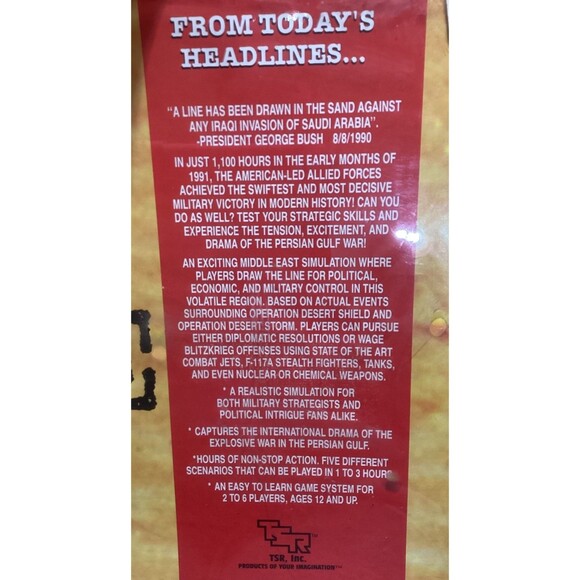 FROM TODAY'S
HEADLINES...
"A LINE HAS BEEN DRAWN IN THE SAND AGAINST
ANY IRAQI INVASION OF SAUDI ARABIA".
-PRESIDENT GEORGE BUSH 8/8/1990
IN JUST 1,100 HOURS IN THE EARLY MONTHS OF
1991, THE AMERICAN-LED ALLIED FORCES
ACHIEVED THE SWIFTEST AND MOST DECISIVE
MILITARY VICTORY IN MODERN HISTORY! CAN YOU
DO AS WELL? TEST YOUR STRATEGIC SKILLS AND
EXPERIENCE THE TENSION, EXCITEMENT, AND
DRAMA OF THE PERSIAN GULF WAR!
AN EXCITING MIDDLE EAST SIMULATION WHERE
PLAYERS DRAW THE LINE FOR POLITICAL,
ECONOMIC, AND MILITARY CONTROL IN THIS
VOLATILE REGION. BASED ON ACTUAL EVENTS
SURROUNDING OPERATION DESERT SHIELD AND
OPERATION DESERT STORM. PLAYERS CAN PURSUE
EITHER DIPLOMATIC RESOLUTIONS OR WAGE
BLITZKRIEG OFFENSES USING STATE OF THE ART
COMBAT JETS, F-117A STEALTH FIGHTERS, TANKS,
AND EVEN NUCLEAR OR CHEMICAL WEAPONS.
* A REALISTIC SIMULATION FOR
BOTH MILITARY STRATEGISTS AND
POLITICAL INTRIGUE FANS ALIKE.
* CAPTURES THE INTERNATIONAL DRAMA OF THE
EXPLOSIVE WAR IN THE PERSIAN GULF.
*HOURS OF NON-STOP ACTION. FIVE DIFFERENT
SCENARIOS THAT CAN BE PLAYED IN 1 TO 3 HOURS
* AN EASY TO LEARN GAME SYSTEM FOR
2 TO 6 PLAYERS, AGES 12 AND UP.
TSR™
TSR, Inc.
PRODUCTS OF YOUR IMAGINATION™